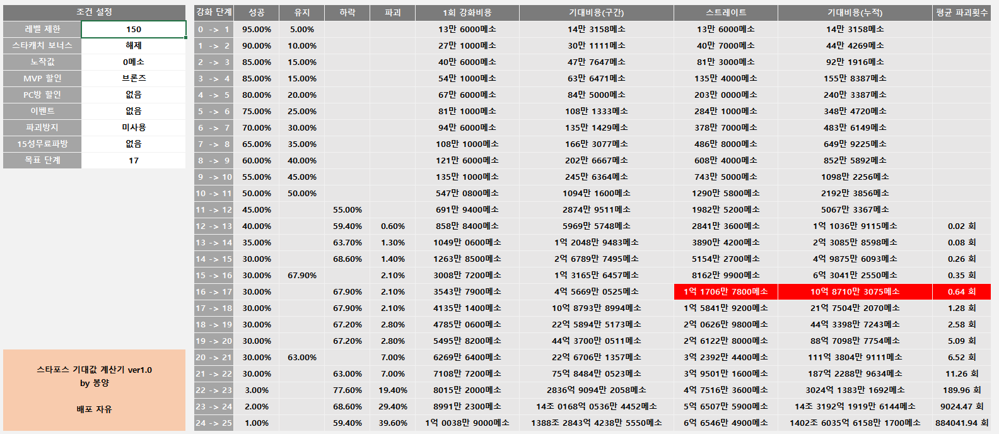 조건 설정
레벨 제한 150
스타캐치 보너스 해제
노작값 0메소
MVP 할인 브론즈
PC방 할인 없음
이벤트 없음
파괴방지 미사용
15성무료파방 없음
목표 단계 17
스타포스 기대값 계산기 ver1.0
by 봉양
배포 자유
강화 단계 성공 유지 하락 파괴 1회 강화비용 기대비용(구간) 스트레이트 기대비용(누적) 평균 파괴횟수
0 -> 1 95.00% 5.00% 13만 6000메소 14만 3158메소 13만 6000메소 14만 3158메소
1 -> 2 90.00% 10.00% 27만 1000메소 30만 1111메소 40만 7000메소 44만 4269메소
2 -> 3 85.00% 15.00% 40만 6000메소 47만 7647메소 81만 3000메소 92만 1916메소
3 -> 4 85.00% 15.00% 54만 1000메소 63만 6471메소 135만 4000메소 155만 8387메소
4 -> 5 80.00% 20.00% 67만 6000메소 84만 5000메소 203만 0000메소 240만 3387메소
5 -> 6 75.00% 25.00% 81만 1000메소 108만 1333메소 284만 1000메소 348만 4720메소
6 -> 7 70.00% 30.00% 94만 6000메소 135만 1429메소 378만 7000메소 483만 6149메소
7 -> 8 65.00% 35.00% 108만 1000메소 166만 3077메소 486만 8000메소 649만 9225메소
8 -> 9 60.00% 40.00% 121만 6000메소 202만 6667메소 608만 4000메소 852만 5892메소
9 -> 10 55.00% 45.00% 135만 1000메소 245만 6364메소 743만 5000메소 1098만 2256메소
10 -> 11 50.00% 50.00% 547만 0800메소 1094만 1600메소 1290만 5800메소 2192만 3856메소
11 -> 12 45.00% 55.00% 691만 9400메소 2874만 9511메소 1982만 5200메소 5067만 3367메소
12 -> 13 40.00% 59.40% 0.60% 858만 8400메소 5969만 5748메소 2841만 3600메소 1억 1036만 9115메소 0.02 회
13 -> 14 35.00% 63.70% 1.30% 1049만 0600메소 1억 2048만 9483메소 3890만 4200메소 2억 3085만 8598메소 0.08 회
14 -> 15 30.00% 68.60% 1.40% 1263만 8500메소 2억 6789만 7495메소 5154만 2700메소 4억 9875만 6093메소 0.26 회
15 -> 16 30.00% 67.90% 2.10% 3008만 7200메소 1억 3165만 6457메소 8162만 9900메소 6억 3041만 2550메소 0.35 회
16 -> 17 30.00% 67.90% 2.10% 3543만 7900메소 4억 5669만 0525메소 1억 1706만 7800메소 10억 8710만 3075메소 0.64 회
17 -> 18 30.00% 67.90% 2.10% 4135만 1400메소 10억 8793만 8994메소 1억 5841만 9200메소 21억 7504만 2070메소 1.28 회
18 -> 19 30.00% 67.20% 2.80% 4785만 0600메소 22억 5894만 5173메소 2억 0626만 9800메소 44억 3398만 7243메소 2.58 회
19 -> 20 30.00% 67.20% 2.80% 5495만 8200메소 44억 3700만 0511메소 2억 6122만 8000메소 88억 7098만 7754메소 5.09 회
20 -> 21 30.00% 63.00% 7.00% 6269만 6400메소 22억 6706만 1357메소 3억 2392만 4400메소 111억 3804만 9111메소 6.52 회
21 -> 22 30.00% 63.00% 7.00% 7108만 7200메소 75억 8484만 0523메소 3억 9501만 1600메소 187억 2288만 9634메소 11.26 회
22 -> 23 3.00% 77.60% 19.40% 8015만 2000메소 2836억 9094만 2058메소 4억 7516만 3600메소 3024억 1383만 1692메소 189.96 회
23 -> 24 2.00% 68.60% 29.40% 8991만 2300메소 14조 0168억 0536만 4452메소 5억 6507만 5900메소 14조 3192억 1919만 6144메소 9024.47 회
24 -> 25 1.00% 59.40% 39.60% 1억 0038만 9000메소 1388조 2843억 4238만 5550메소 6억 6546만 4900메소 1402조 6035억 6158만 1700메소 884041.94 회